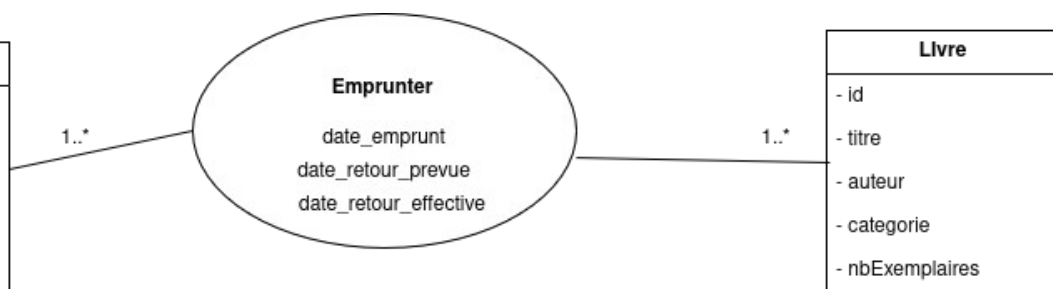 LIvre
Emprunter
- id
1..*
date_emprunt
1..*
- titre
date_retour_prevue
- auteur
date_retour_effective
- categorie
- nbExemplaires